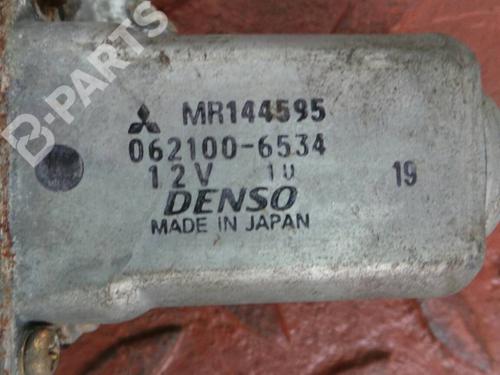 B-PARTS
MR144595
062100-6534
12V 10 19
DENSO
MADE IN JAPAN